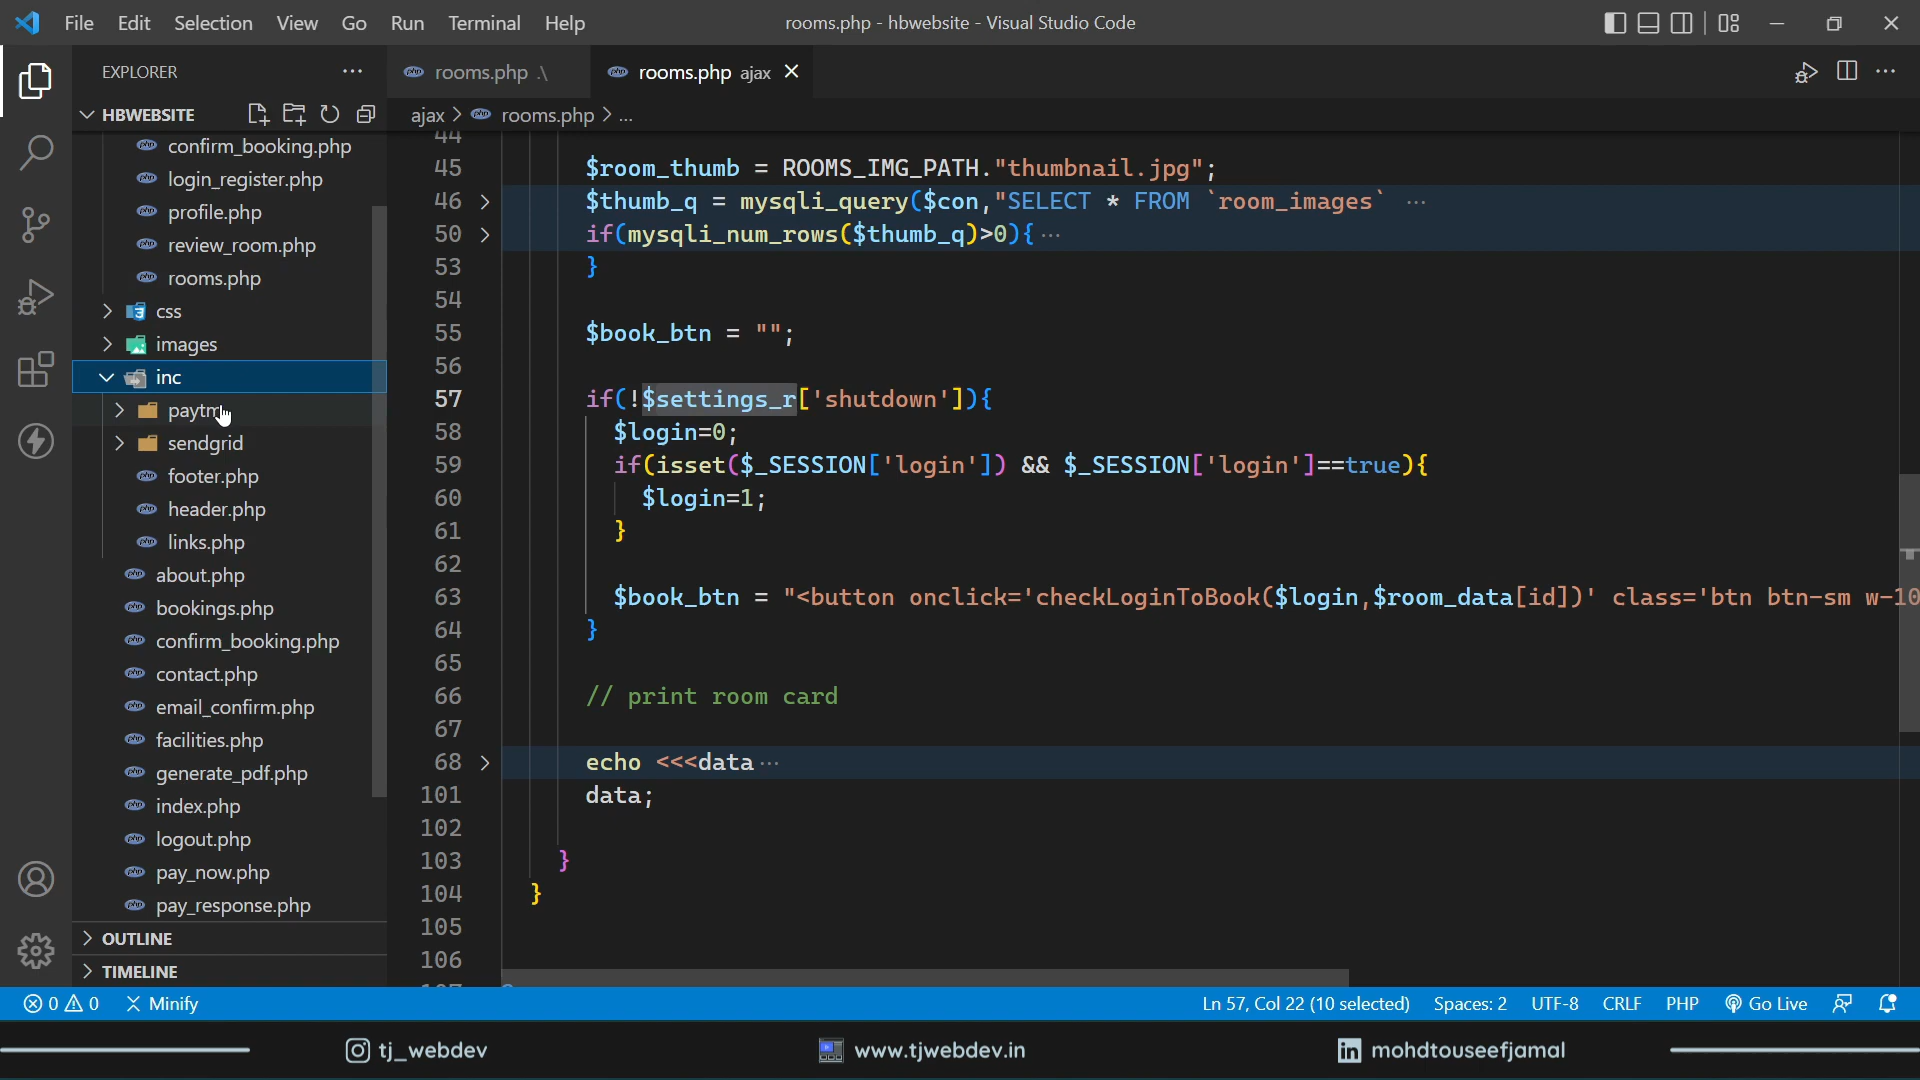 File Edit Selection View Go Run Terminal Help rooms.php - hbwebsite - Visual Studio Code
EXPLORER
HBWEBSITE
confirm_booking.php
login_register.php
profile.php
review_room.php
rooms.php
css
images
inc
paytm
sendgrid
footer.php
header.php
links.php
about.php
bookings.php
confirm_booking.php
contact.php
email_confirm.php
facilities.php
generate_pdf.php
index.php
logout.php
pay_now.php
pay_response.php
OUTLINE
TIMELINE
rooms.php .\ rooms.php ajax
ajax > rooms.php > ...
44
45 $room_thumb = ROOMS_IMG_PATH."thumbnail.jpg";
46 $thumb_q = mysqli_query($con,"SELECT * FROM `room_images` ···
50 if(mysqli_num_rows($thumb_q)>0){ ···
53 }
54
55 $book_btn = "";
56
57 if(!$settings_r['shutdown']){
58 $login=0;
59 if(isset($_SESSION['login']) && $_SESSION['login']==true){
60 $login=1;
61 }
62
63 $book_btn = "<button onclick='checkLoginToBook($login,$room_data[id])' class='btn btn-sm w-10
64 }
65
66 // print room card
67
68 echo <<<data ···
101 data;
102
103 }
104 }
105
106
0 0 Minify Ln 57, Col 22 (10 selected) Spaces: 2 UTF-8 CRLF PHP Go Live
tj_webdev www.tjwebdev.in mohdtouseefjamal